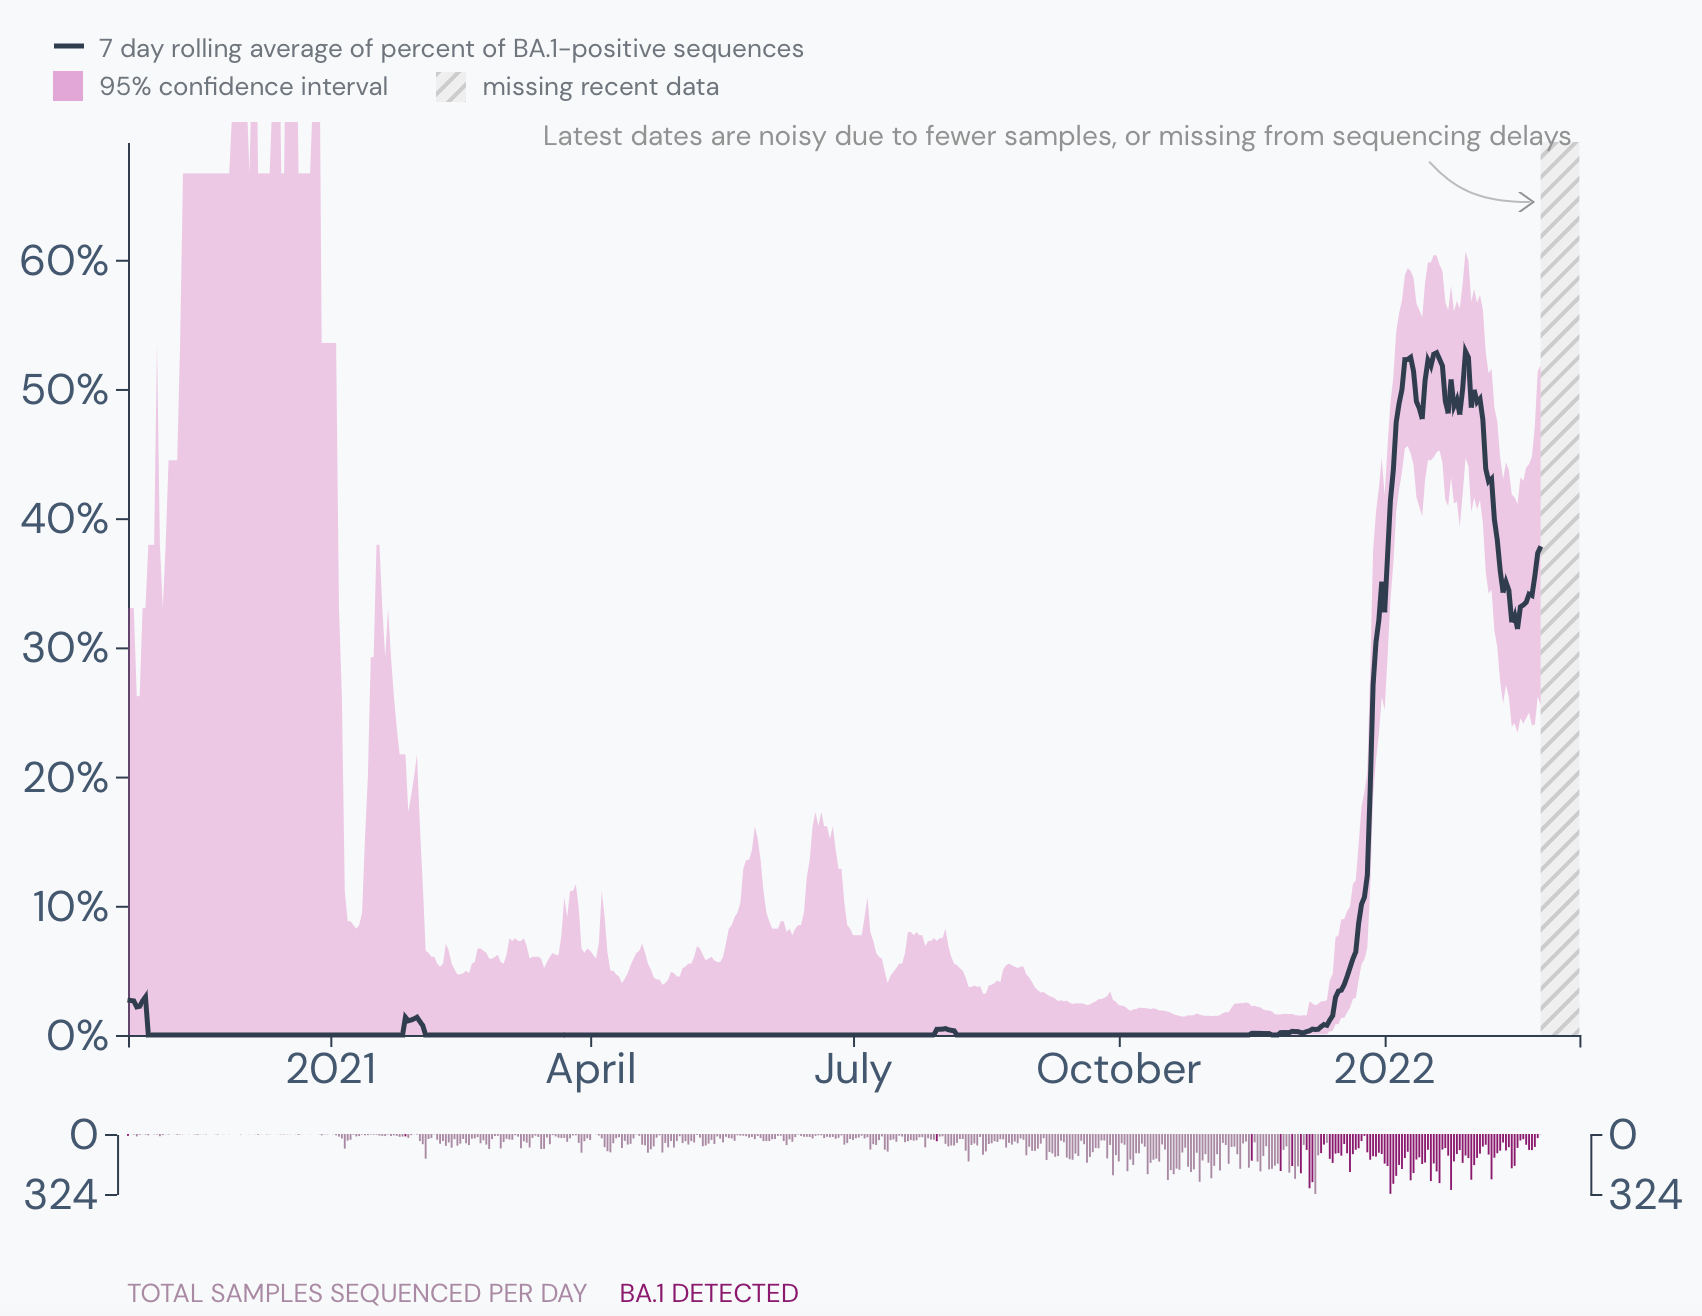 7 day rolling average of percent of BA.1-positive sequences
95% confidence interval missing recent data
Latest dates are noisy due to fewer samples, or missing from sequencing delays
60%
50%
40%
30%
20%
10%
0%
2021 April July October 2022
0 0
324 324
TOTAL SAMPLES SEQUENCED PER DAY BA.1 DETECTED